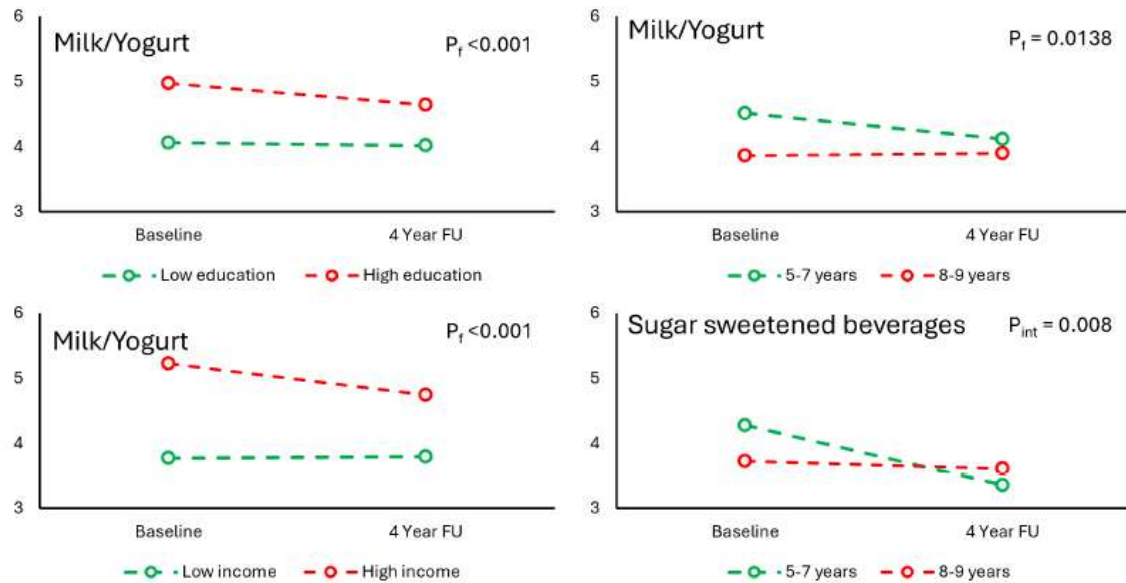 6
Milk/Yogurt
Pf <0.001
5
4
3
Baseline 4 Year FU
Low education High education
6
Milk/Yogurt
Pf = 0.0138
5
4
3
Baseline 4 Year FU
5-7 years 8-9 years
6
Milk/Yogurt
Pf <0.001
5
4
3
Baseline 4 Year FU
Low income High income
6
Sugar sweetened beverages
Pint = 0.008
5
4
3
Baseline 4 Year FU
5-7 years 8-9 years